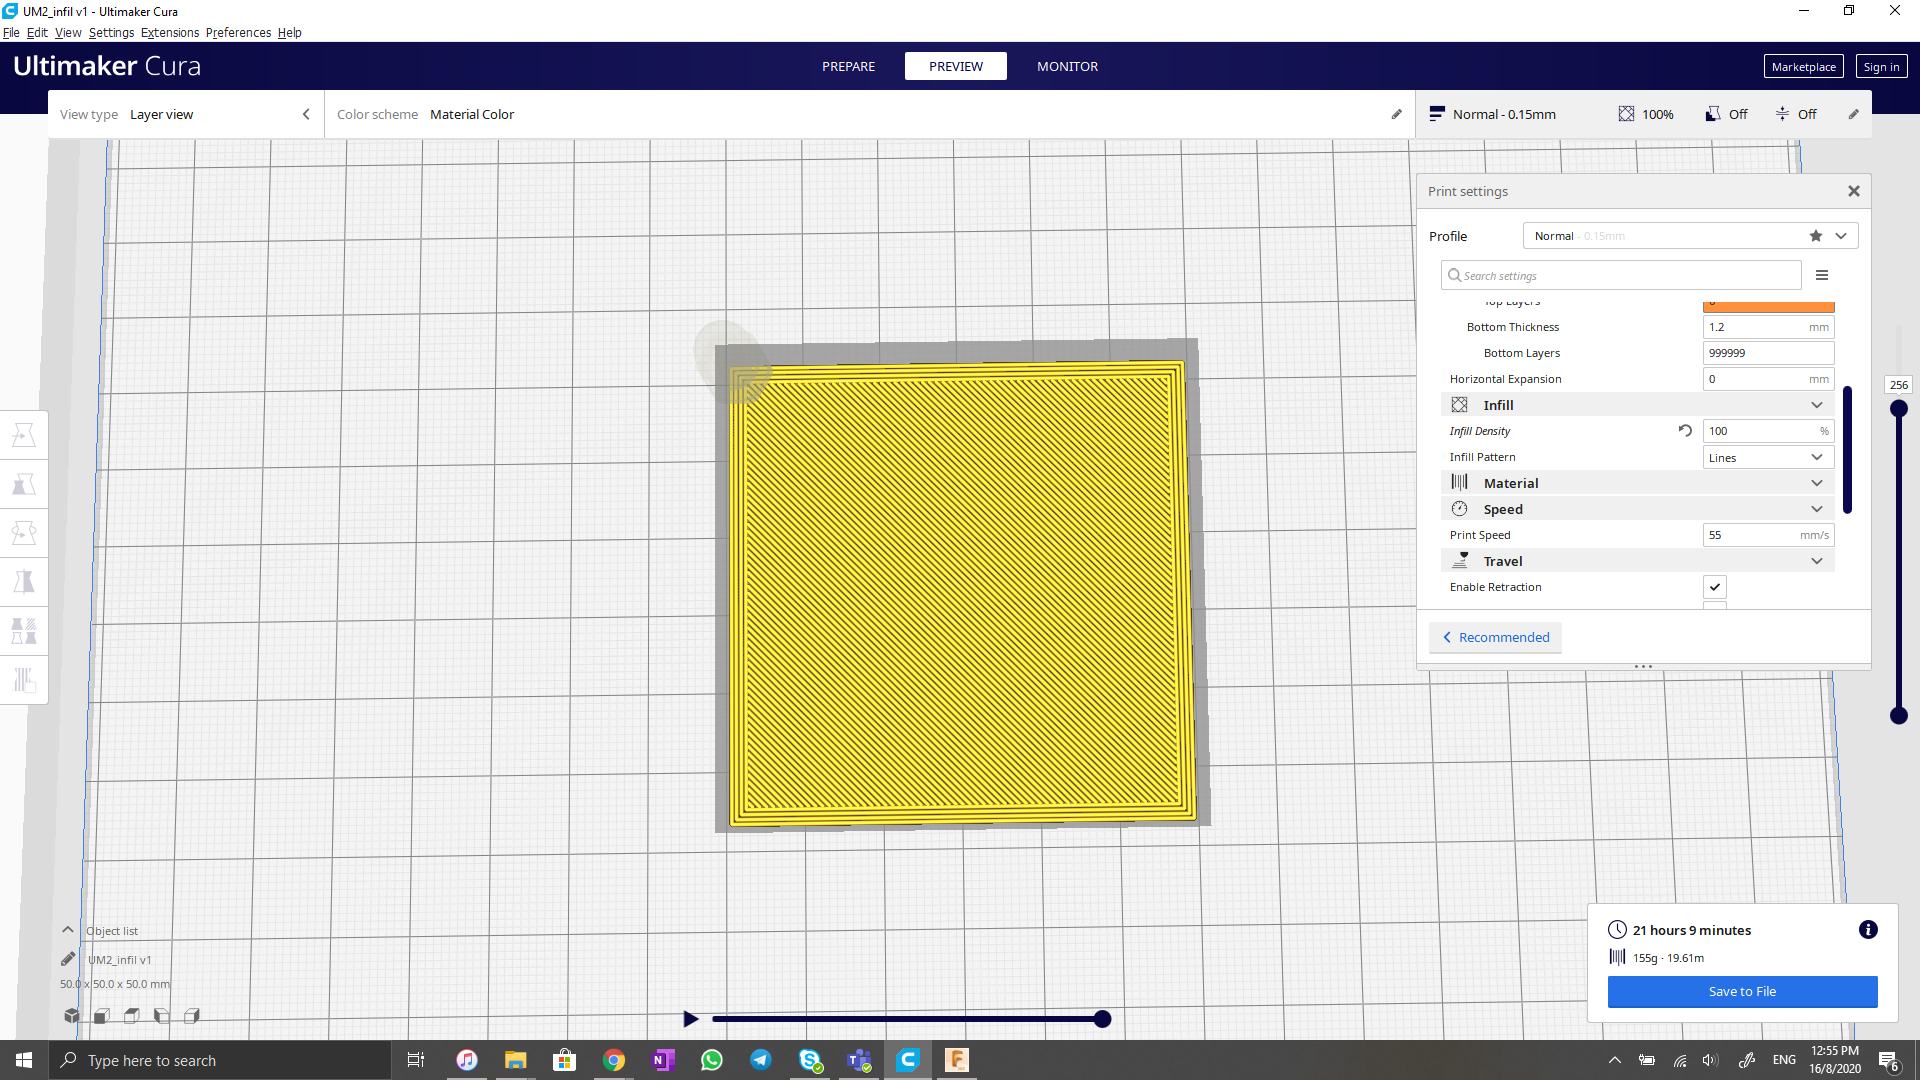 UM2_infil v1 - Ultimaker Cura
File Edit View Settings Extensions Preferences Help
Ultimaker Cura
PREPARE PREVIEW MONITOR
Marketplace Sign in
View type Layer view
Color scheme Material Color
Normal - 0.15mm 100% Off Off
Print settings
Profile Normal - 0.15mm
Search settings
Top Layers
Bottom Thickness 1.2 mm
Bottom Layers 999999
Horizontal Expansion 0 mm
Infill
Infill Density 100 %
Infill Pattern Lines
Material
Speed
Print Speed 55 mm/s
Travel
Enable Retraction
Recommended
256
Object list
UM2_infil v1
50.0 x 50.0 x 50.0 mm
21 hours 9 minutes
155g · 19.61m
Save to File
Type here to search
ENG
12:55 PM
16/8/2020
6